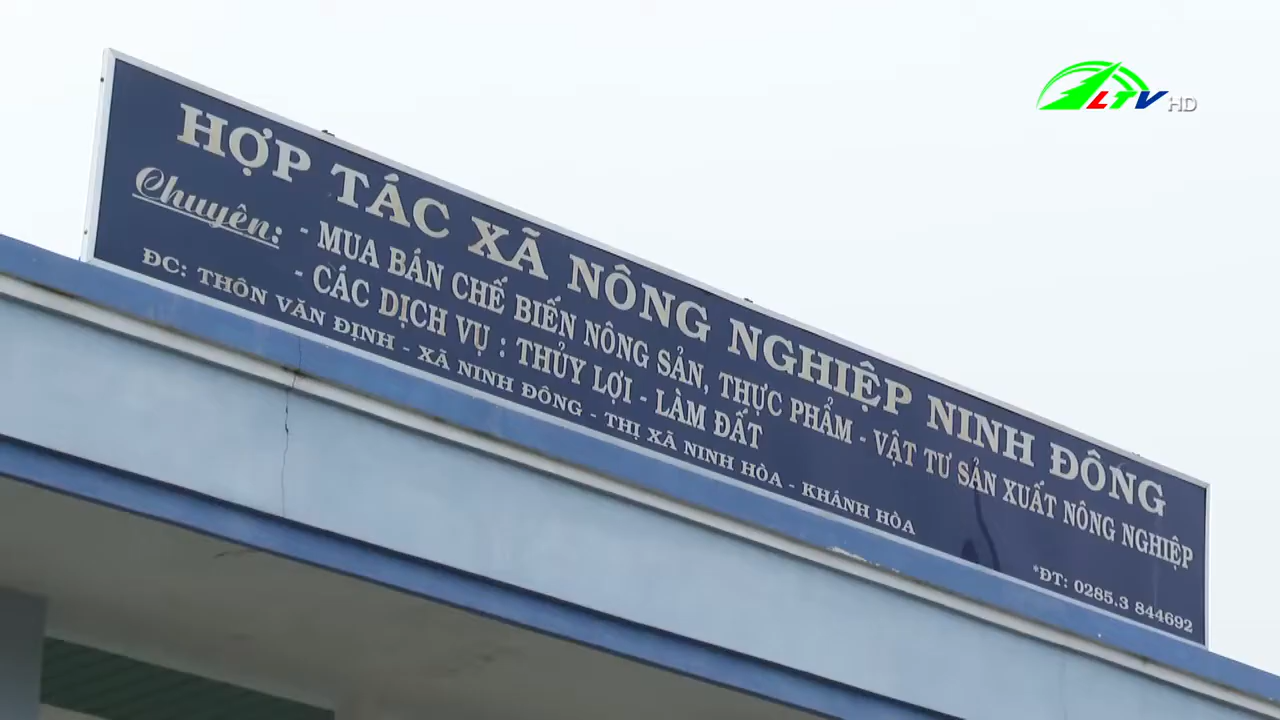 LTV HD
HỢP TÁC XÃ NÔNG NGHIỆP NINH ĐÔNG
Chuyên: - MUA BÁN CHẾ BIẾN NÔNG SẢN, THỰC PHẨM - VẬT TƯ SẢN XUẤT NÔNG NGHIỆP
- CÁC DỊCH VỤ : THỦY LỢI - LÀM ĐẤT
ĐC: THÔN VĂN ĐỊNH - XÃ NINH ĐÔNG - THỊ XÃ NINH HÒA - KHÁNH HÒA
*ĐT: 0285.3 844692